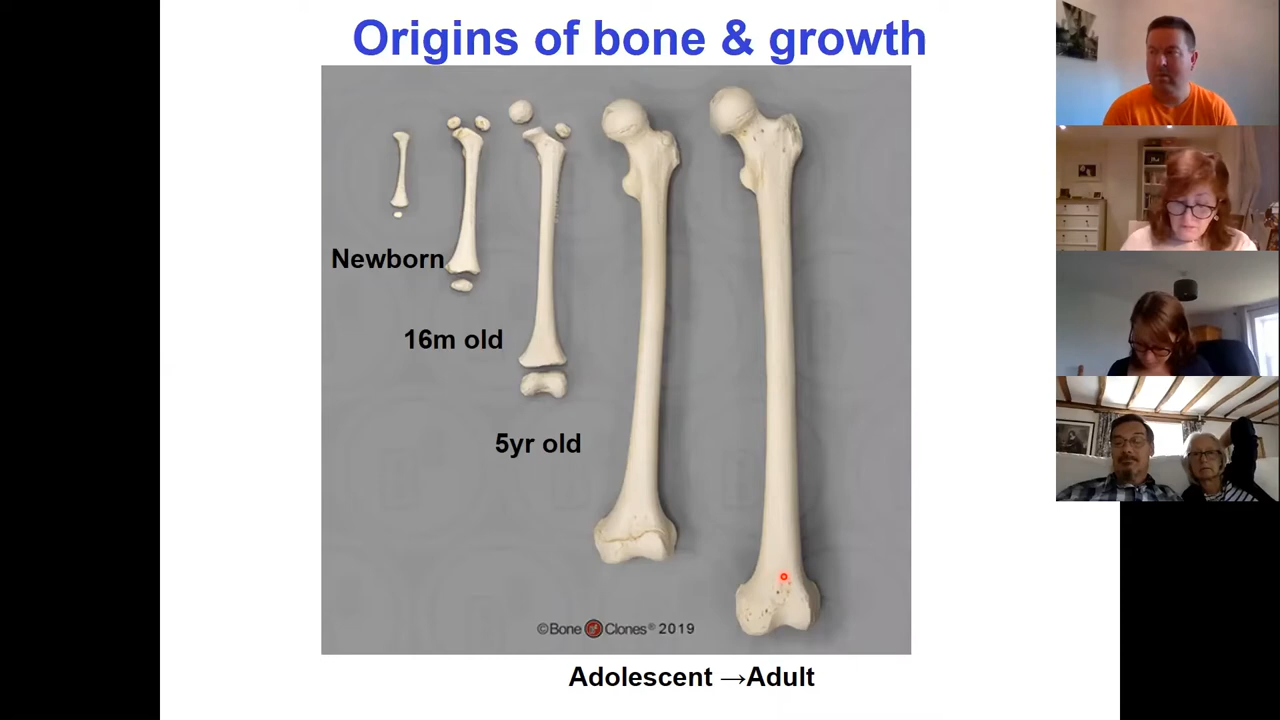 Origins of bone & growth
Newborn
16m old
5yr old
©Bone Clones® 2019
Adolescent →Adult